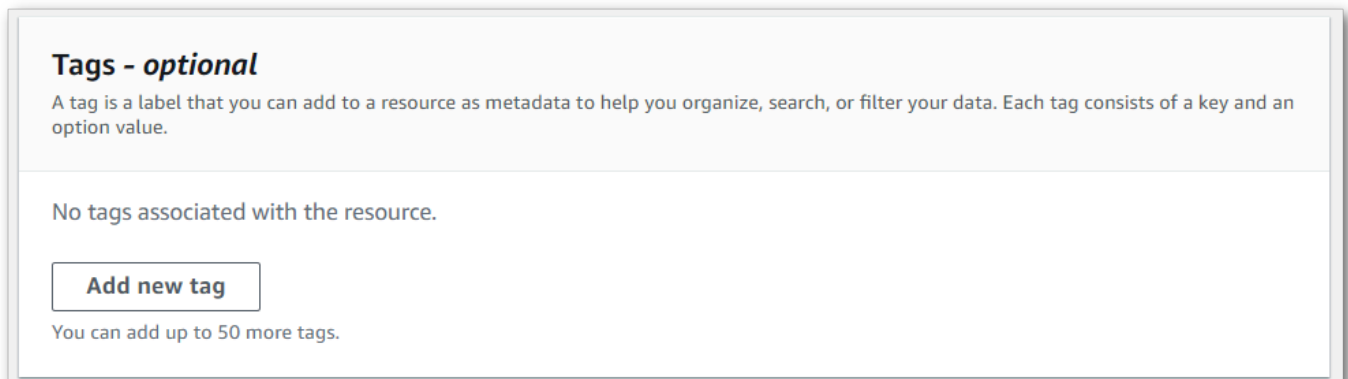 Tags - optional
A tag is a label that you can add to a resource as metadata to help you organize, search, or filter your data. Each tag consists of a key and an
option value.
No tags associated with the resource.
Add new tag
You can add up to 50 more tags.